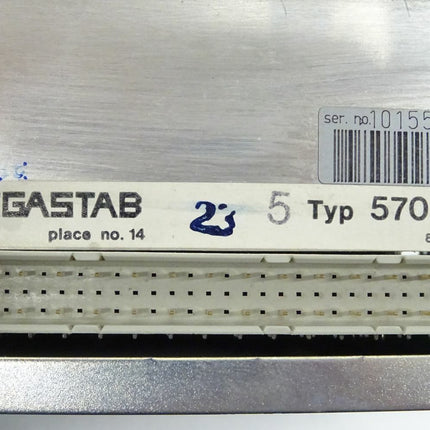 ser. no. 10155
GASTAB 23 5 Typ 570
place no. 14